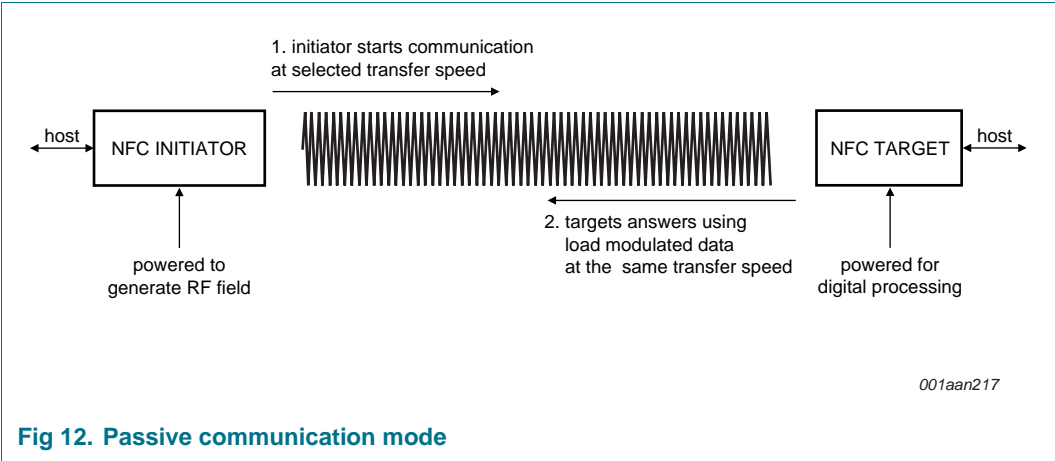 1. initiator starts communication
at selected transfer speed
host
NFC INITIATOR
NFC TARGET
host
2. targets answers using
load modulated data
at the same transfer speed
powered to
generate RF field
powered for
digital processing
001aan217
Fig 12. Passive communication mode